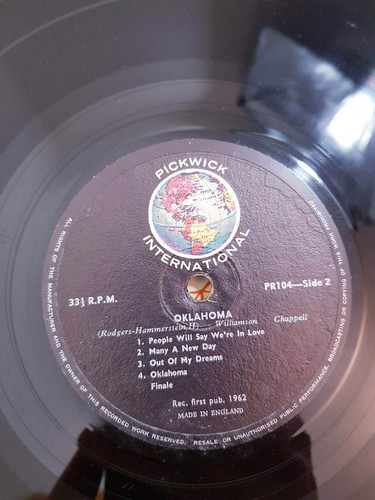 PICKWICK
INTERNATIONAL
33⅓ R.P.M.
PR104—Side 2
OKLAHOMA
(Rodgers-Hammerstein II) Williamson Chappell
1. People Will Say We're In Love
2. Many A New Day
3. Out Of My Dreams
4. Oklahoma
Finale
Rec. first pub. 1962
MADE IN ENGLAND
ALL RIGHTS OF THE MANUFACTURER AND THE OWNER OF THIS RECORDED WORK RESERVED. RESALE OR UNAUTHORISED PUBLIC PERFORMANCE, BROADCASTING OR COPYING OF THIS WORK PROHIBITED